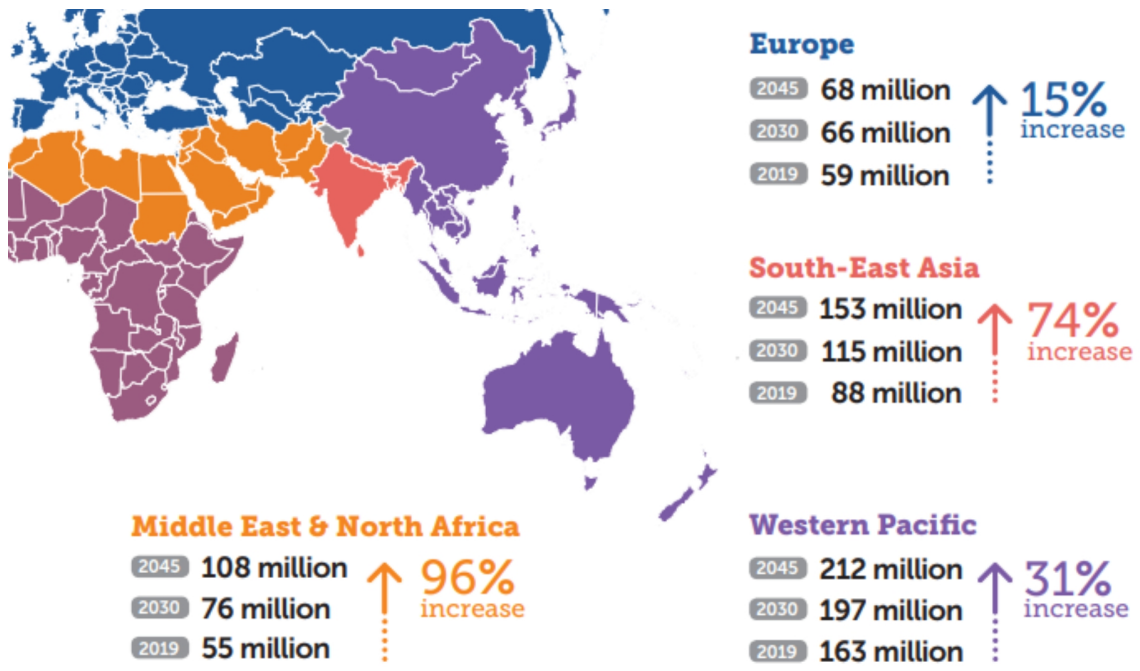 Europe
2045 68 million
2030 66 million
2019 59 million
15%
increase
South-East Asia
2045 153 million
2030 115 million
2019 88 million
74%
increase
Middle East & North Africa
2045 108 million
2030 76 million
2019 55 million
96%
increase
Western Pacific
2045 212 million
2030 197 million
2019 163 million
31%
increase